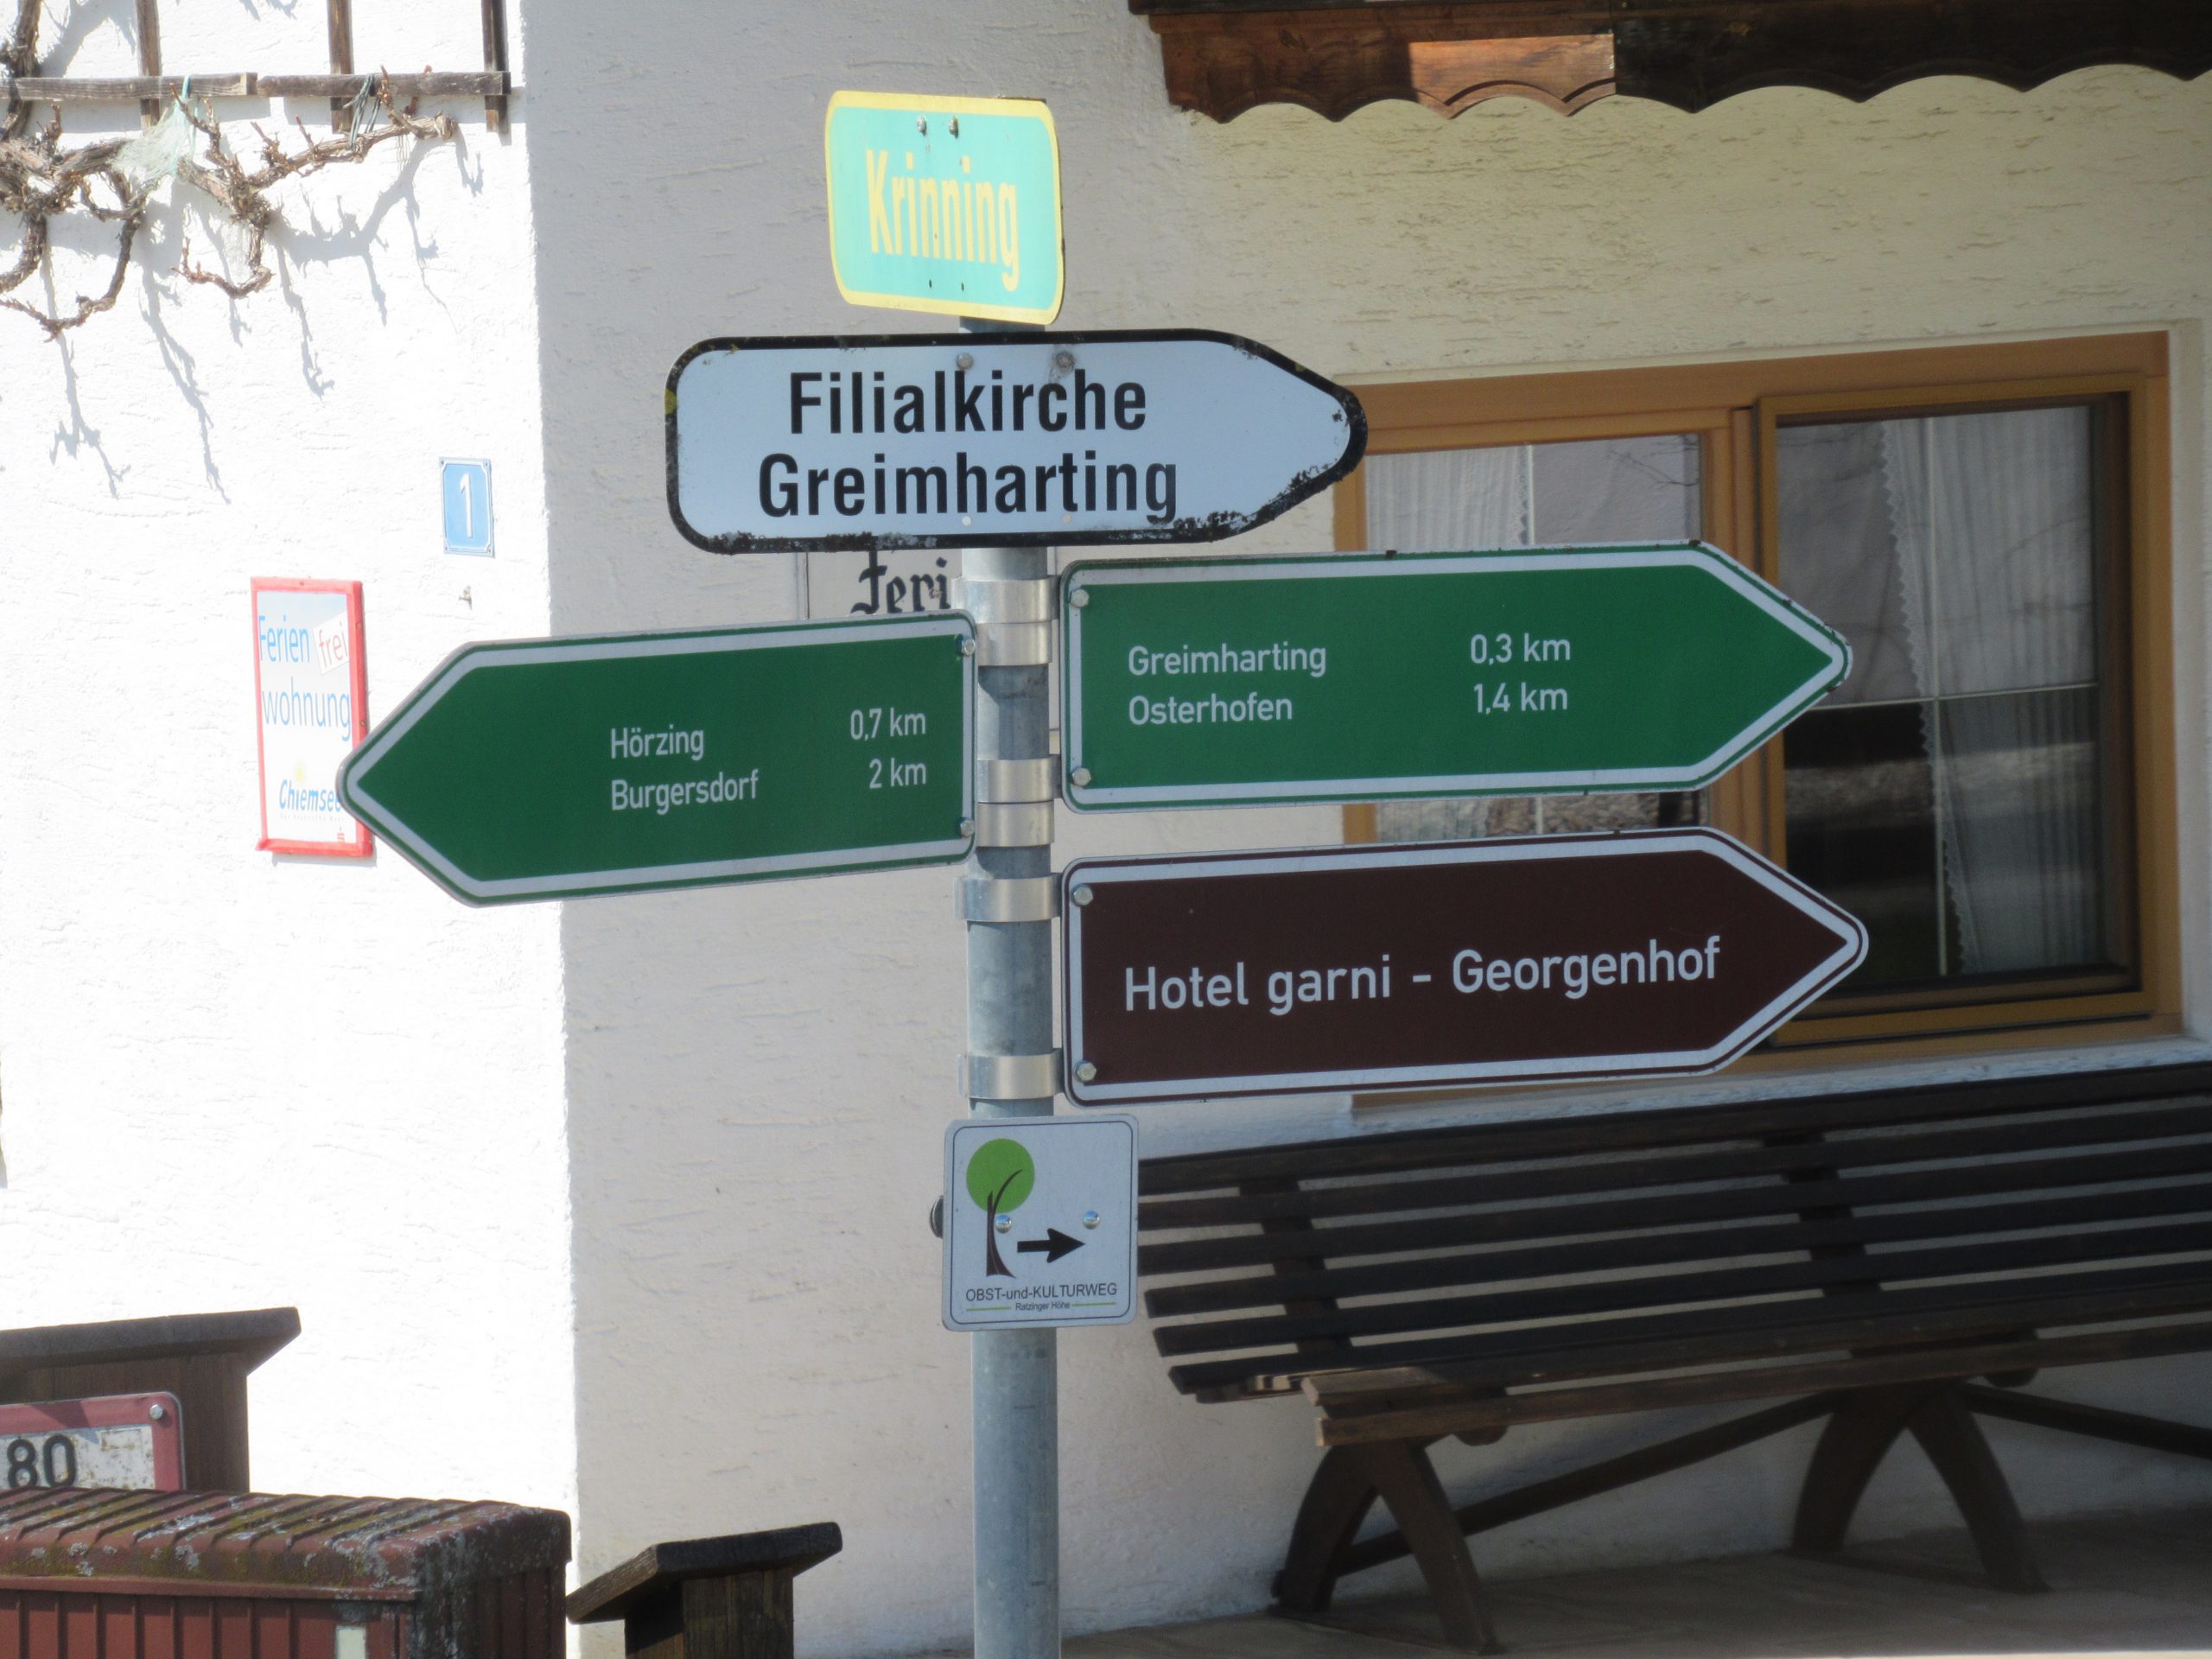 Krinning
Filialkirche
Greimharting
1
Feri
Ferien frei
wohnung
Chiemsee
Greimharting 0,3 km
Osterhofen 1,4 km
Hörzing 0,7 km
Burgersdorf 2 km
Hotel garni - Georgenhof
OBST-und-KULTURWEG
Ratzinger Höhe
80